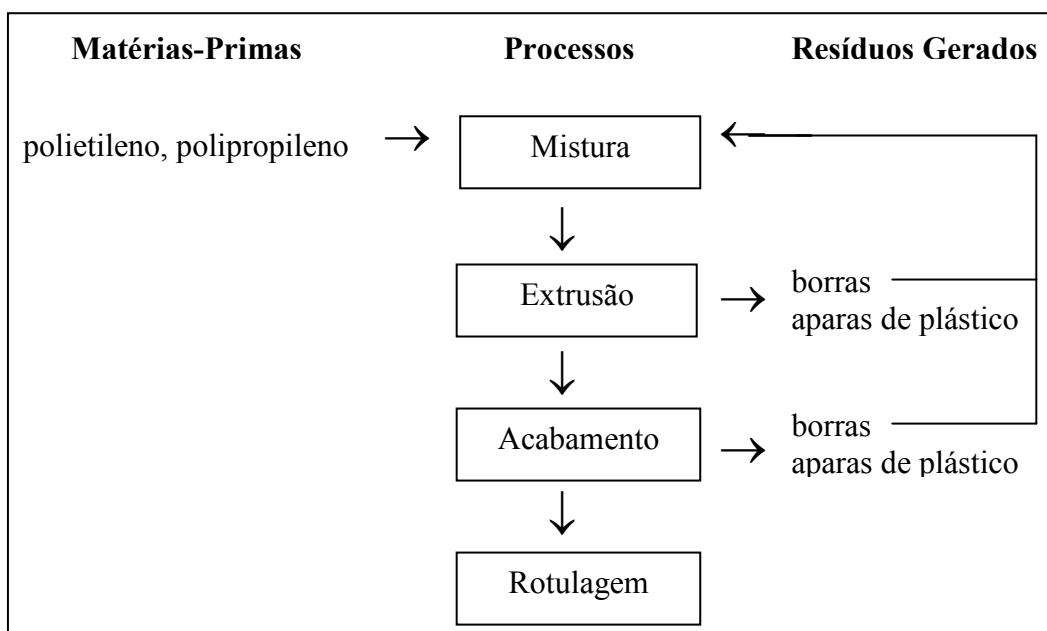 Matérias-Primas Processos Resíduos Gerados
polietileno, polipropileno Mistura
Extrusão borras
aparas de plástico
Acabamento borras
aparas de plástico
Rotulagem